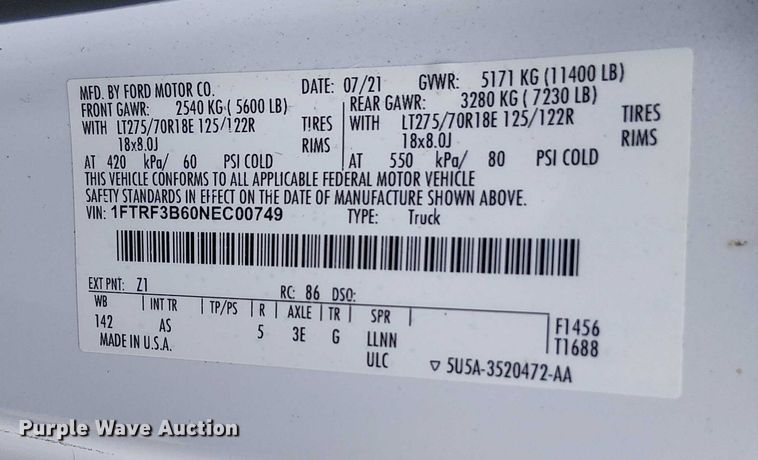 MFD. BY FORD MOTOR CO. DATE: 07/21 GVWR: 5171 KG (11400 LB)
FRONT GAWR: 2540 KG ( 5600 LB) REAR GAWR: 3280 KG ( 7230 LB)
WITH LT275/70R18E 125/122R TIRES WITH LT275/70R18E 125/122R TIRES
18x8.0J RIMS 18x8.0J RIMS
AT 420 kPa/ 60 PSI COLD AT 550 kPa/ 80 PSI COLD
THIS VEHICLE CONFORMS TO ALL APPLICABLE FEDERAL MOTOR VEHICLE
SAFETY STANDARDS IN EFFECT ON THE DATE OF MANUFACTURE SHOWN ABOVE.
VIN: 1FTRF3B60NEC00749 TYPE: Truck
EXT PNT: Z1 RC: 86 DSO:
WB INT TR TP/PS R AXLE TR SPR
142 AS 5 3E G LLNN F1456
MADE IN U.S.A. ULC T1688
▽ 5U5A-3520472-AA
Purple Wave Auction